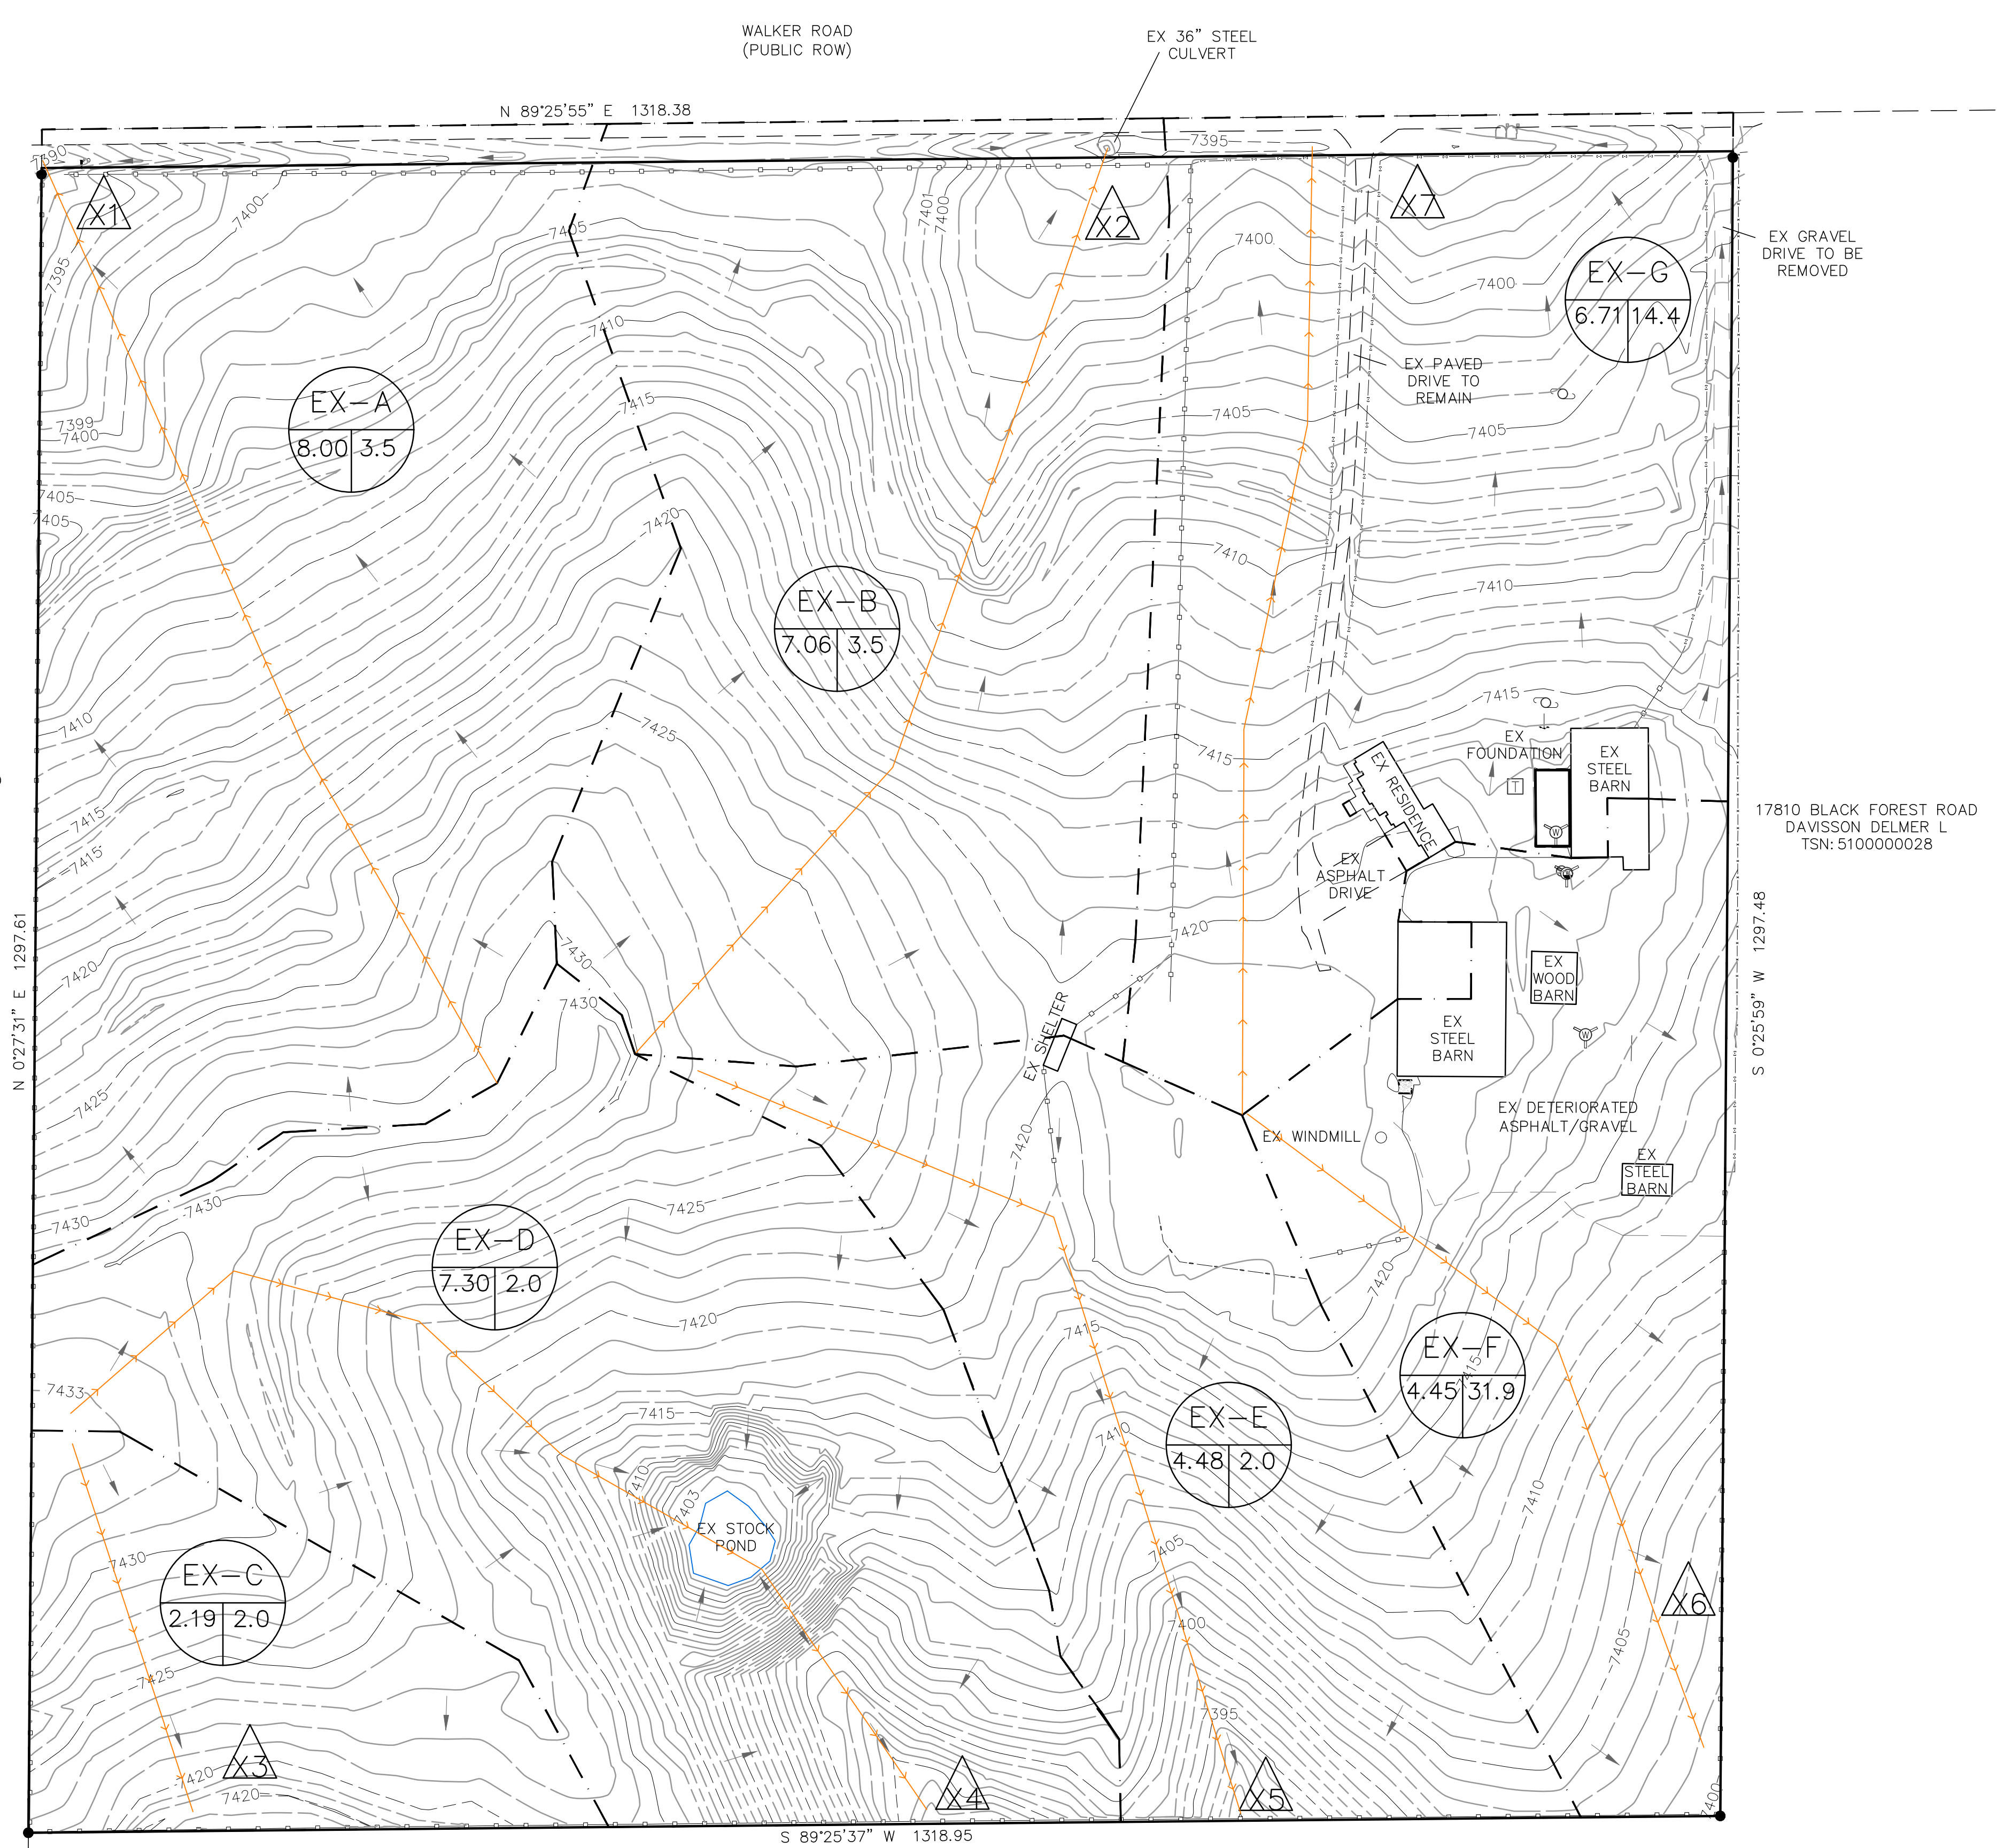 WALKER ROAD
(PUBLIC ROW)
EX 36" STEEL
CULVERT
N 89°25'55" E 1318.38
7390
7395
X1
7400
7405
7401
7400
X2
7400
X7
7400
EX-G
6.71 14.4
EX GRAVEL
DRIVE TO BE
REMOVED
7395
7410
EX PAVED
DRIVE TO
REMAIN
EX-A
8.00 3.5
7415
7399
7400
7405
7405
7405
7405
7420
7410
7410
EX-B
7.06 3.5
7410
7425
7415
7415
EX
FOUNDATION
EX
STEEL
BARN
T
EX RESIDENCE
W
7415
7415
17810 BLACK FOREST ROAD
DAVISSON DELMER L
TSN: 5100000028
EX
ASPHALT
DRIVE
7420
7420
7430
7430
EX
WOOD
BARN
W
N 0°27'31" E 1297.61
S 0°25'59" W 1297.48
EX SHELTER
EX
STEEL
BARN
7425
EX DETERIORATED
ASPHALT/GRAVEL
EX WINDMILL
7420
EX
STEEL
BARN
7430
7430
7425
EX-D
7.30 2.0
7420
7420
7415
7433
EX-F
4.45 31.9
7415
7415
7410
EX-E
4.48 2.0
7410
7403
7410
EX STOCK
POND
7405
7430
EX-C
2.19 2.0
X6
7400
7405
7425
7395
X3
7420
7420
X4
X5
7400
S 89°25'37" W 1318.95